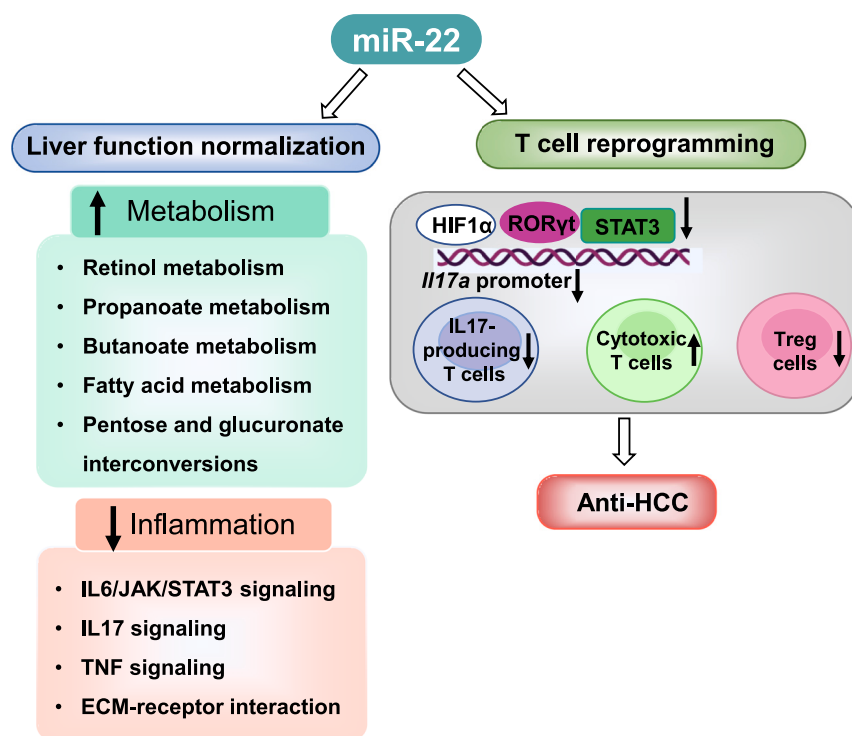 miR-22
Liver function normalization
Metabolism
• Retinol metabolism
• Propanoate metabolism
• Butanoate metabolism
• Fatty acid metabolism
• Pentose and glucuronate
interconversions
Inflammation
• IL6/JAK/STAT3 signaling
• IL17 signaling
• TNF signaling
• ECM-receptor interaction
T cell reprogramming
HIF1α RORγt STAT3
Il17a promoter
IL17-
producing
T cells
Cytotoxic
T cells
Treg
cells
Anti-HCC